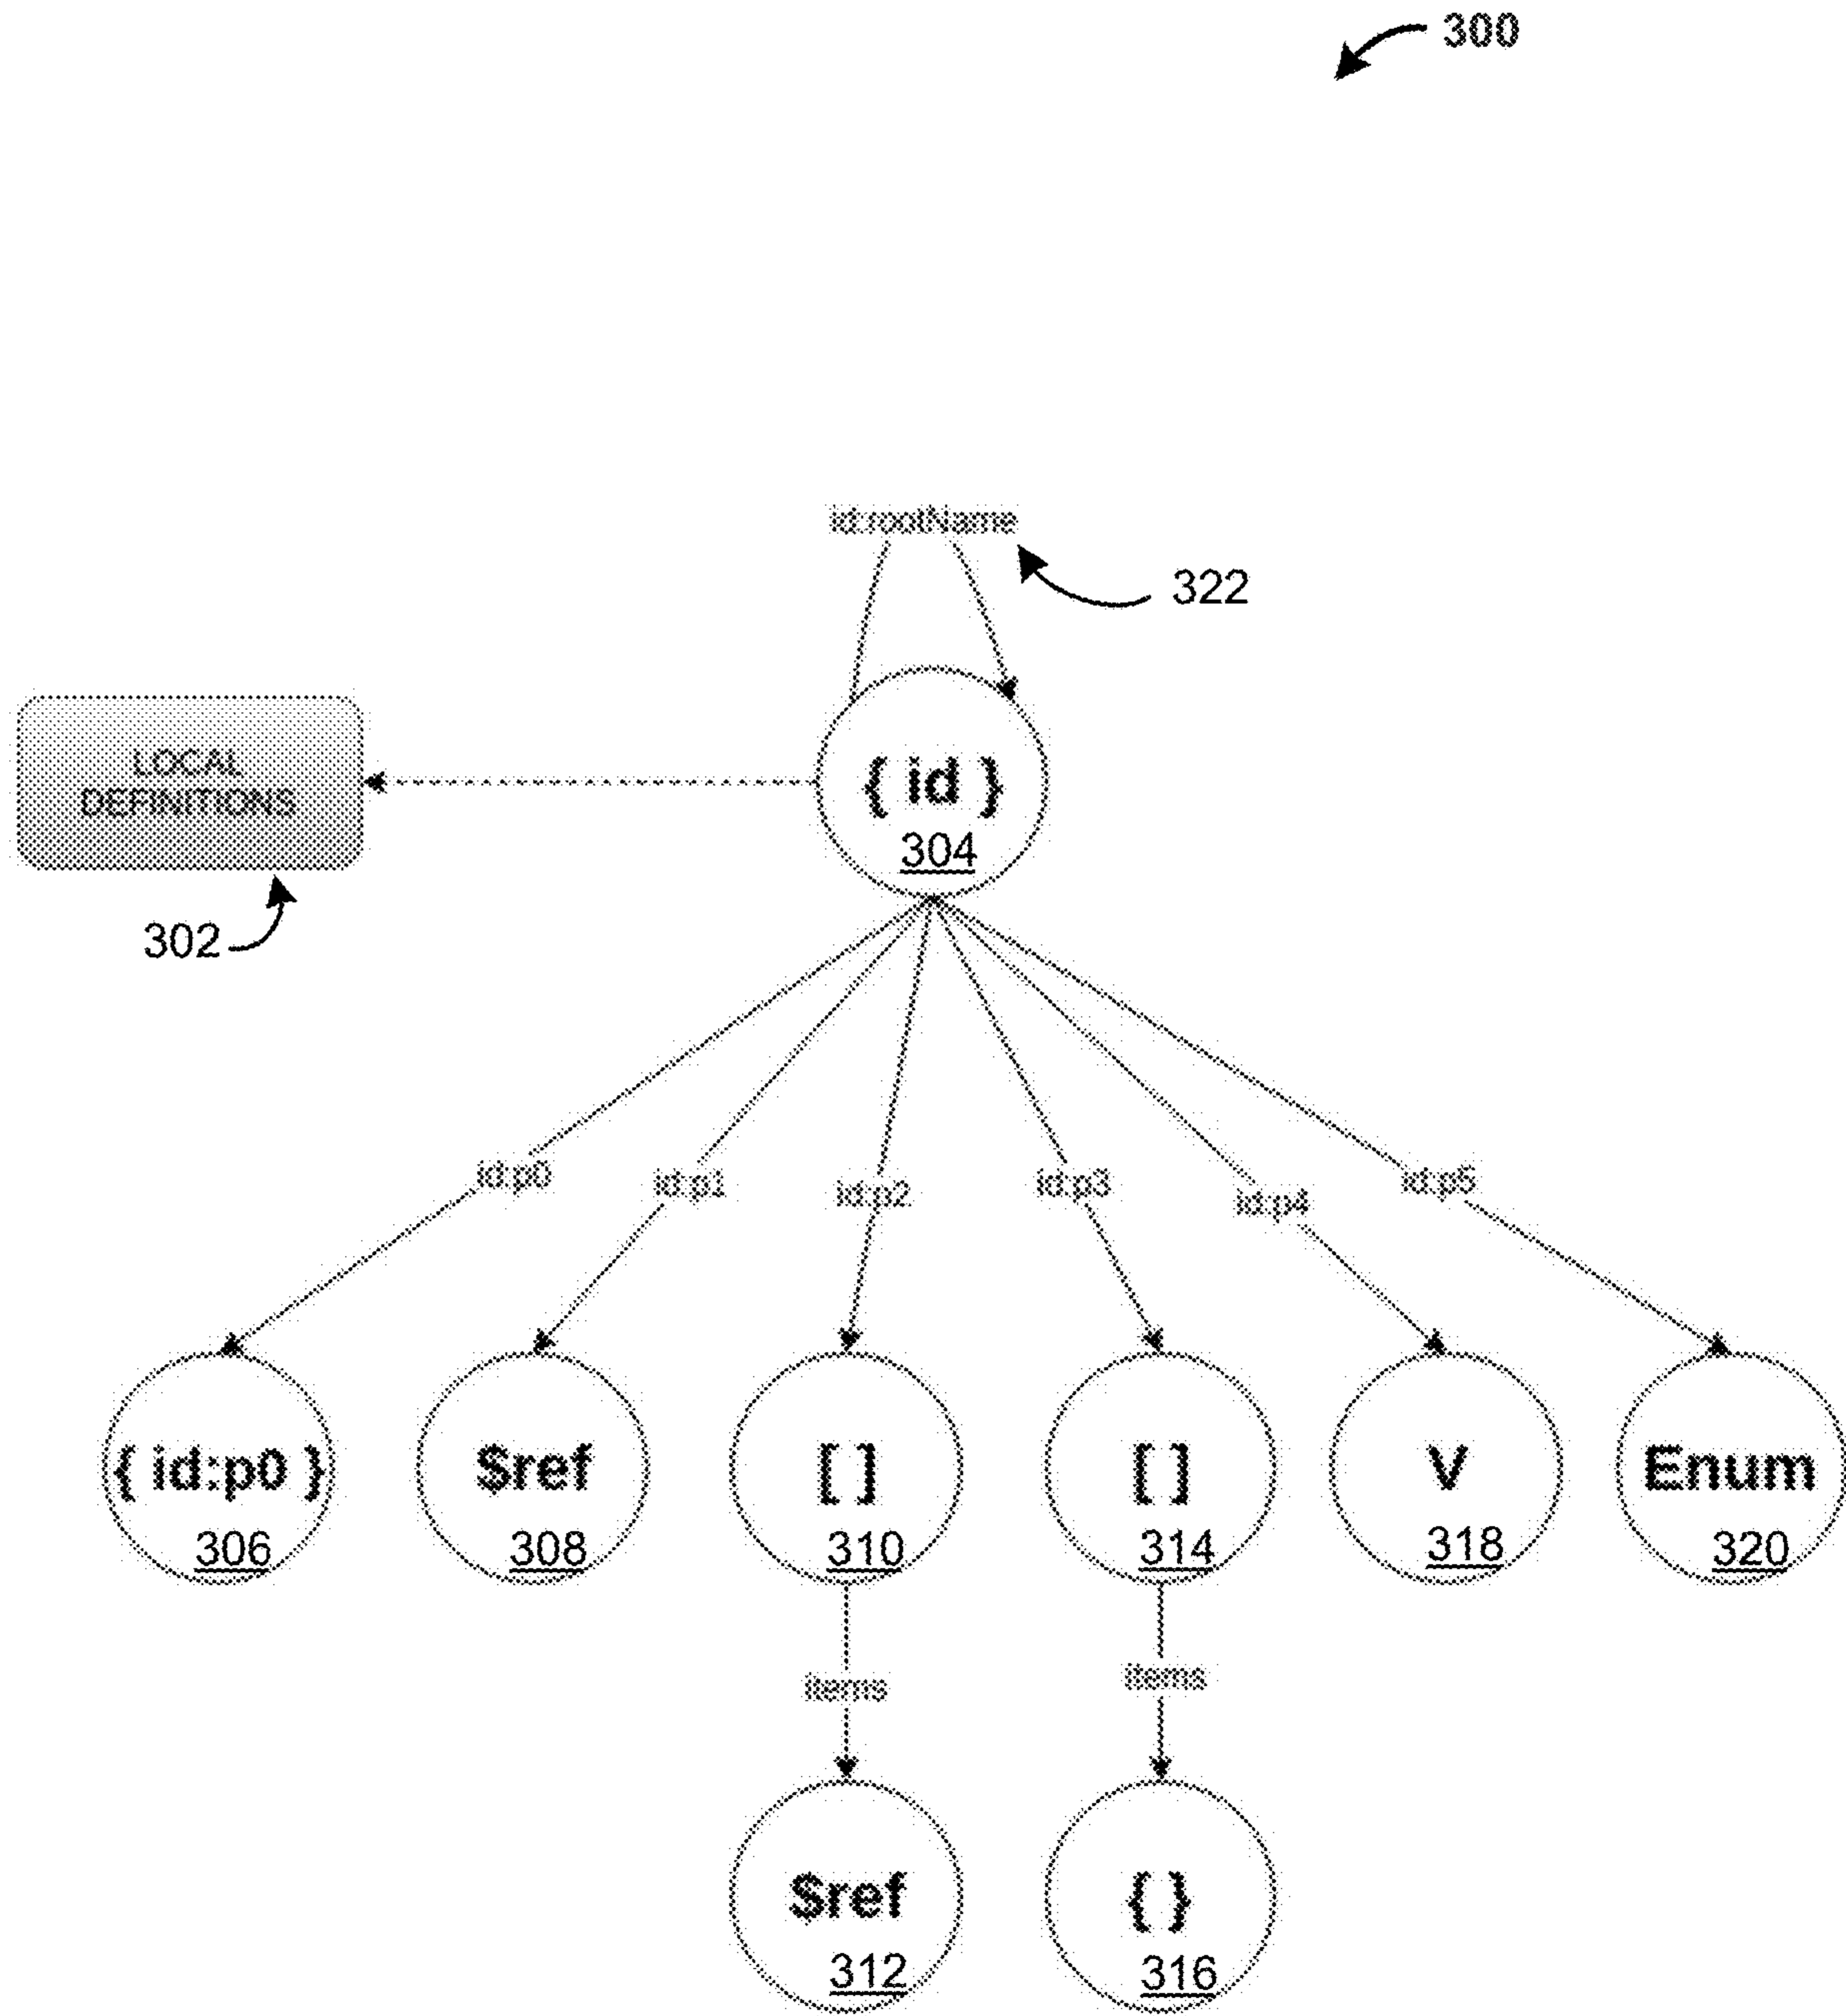 300
id:rootName
322
LOCAL
DEFINITIONS
{ id }
304
302
id:p0
id:p1
id:p2
id:p3
id:p4
id:p5
{ id:p0 }
$ref
[ ]
[ ]
V
Enum
306
308
310
314
318
320
items
items
$ref
{ }
312
316